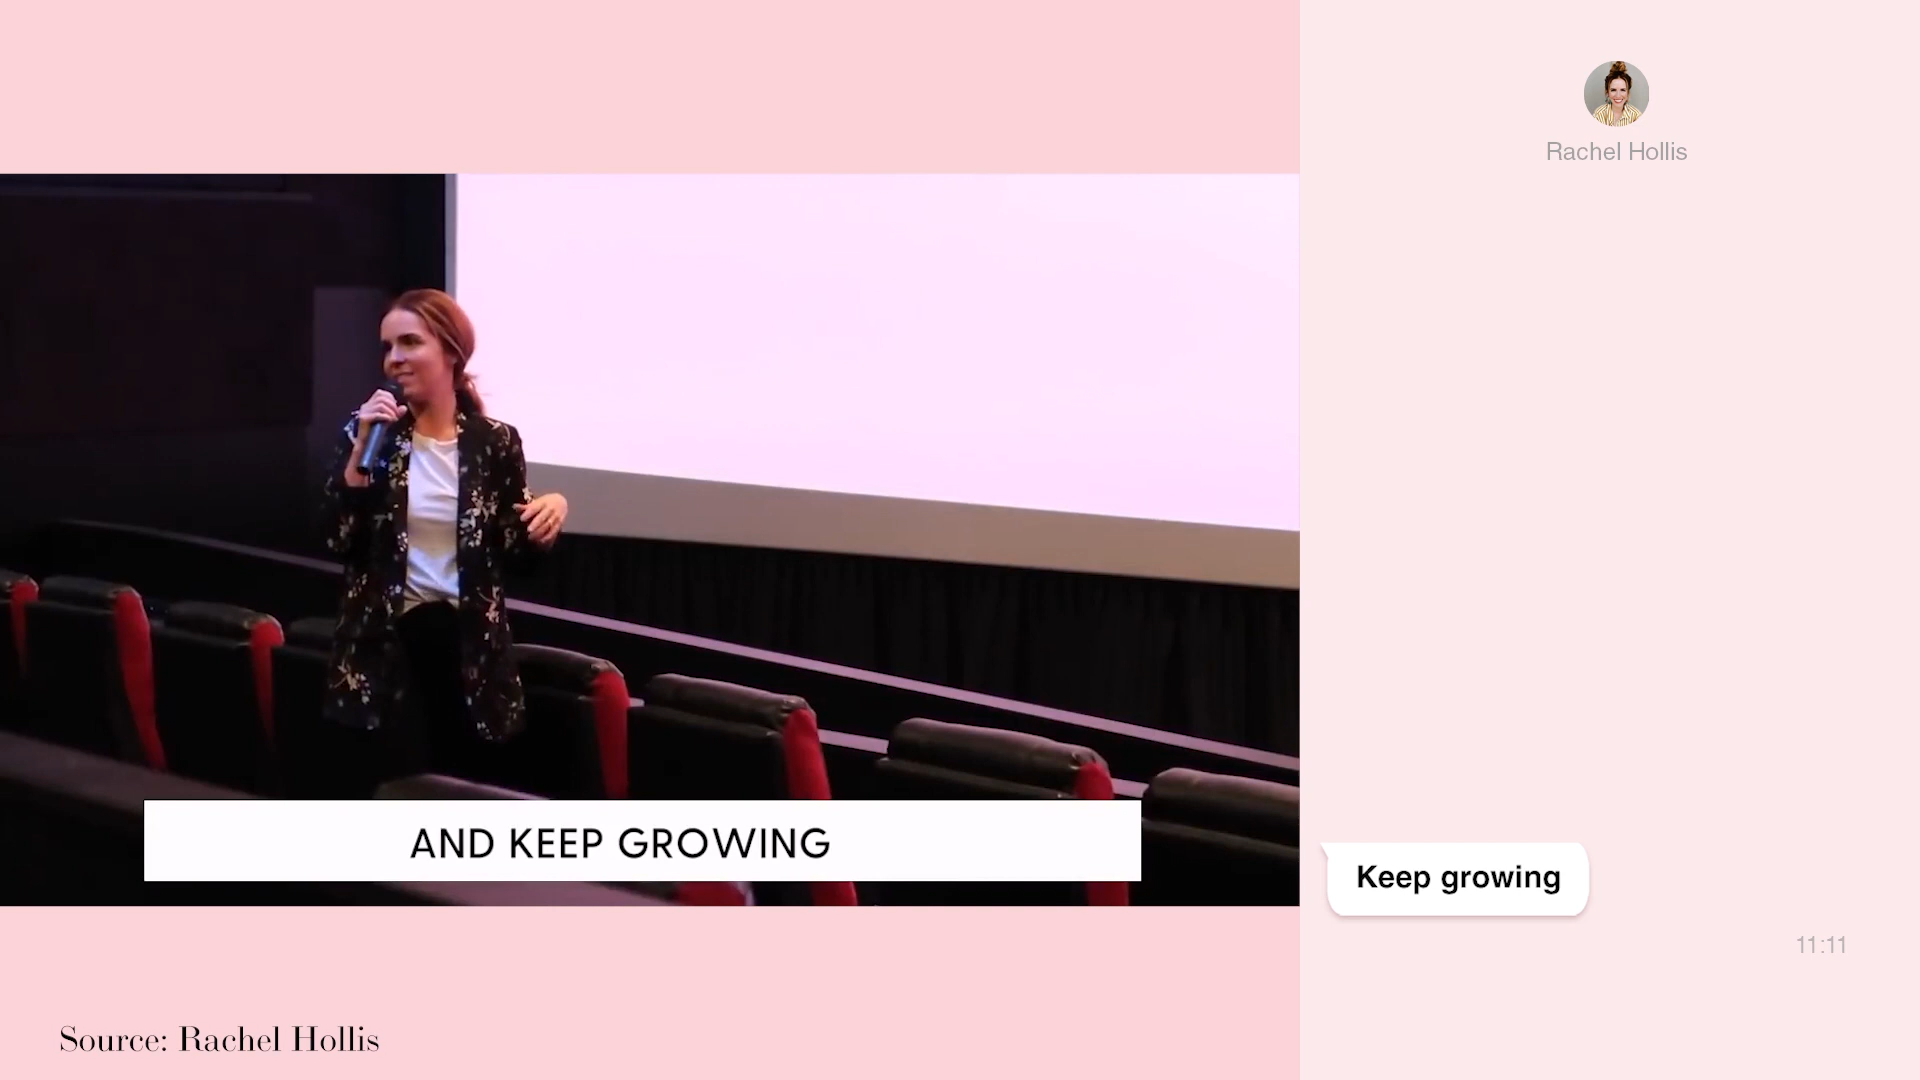 Rachel Hollis
AND KEEP GROWING
Keep growing
11:11
Source: Rachel Hollis